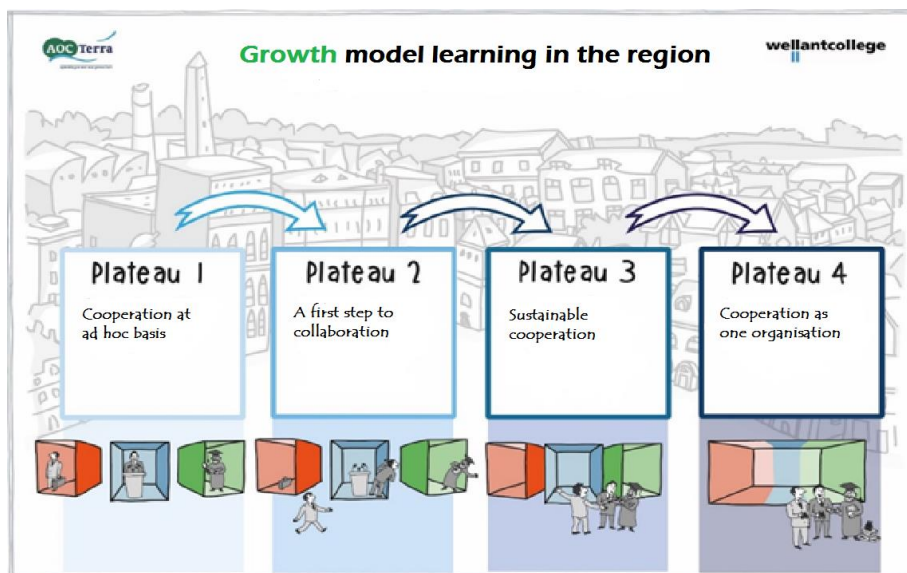 AOC Terra
Growth model learning in the region
wellantcollege
Plateau 1
Cooperation at
ad hoc basis
Plateau 2
A first step to
collaboration
Plateau 3
Sustainable
cooperation
Plateau 4
Cooperation as
one organisation